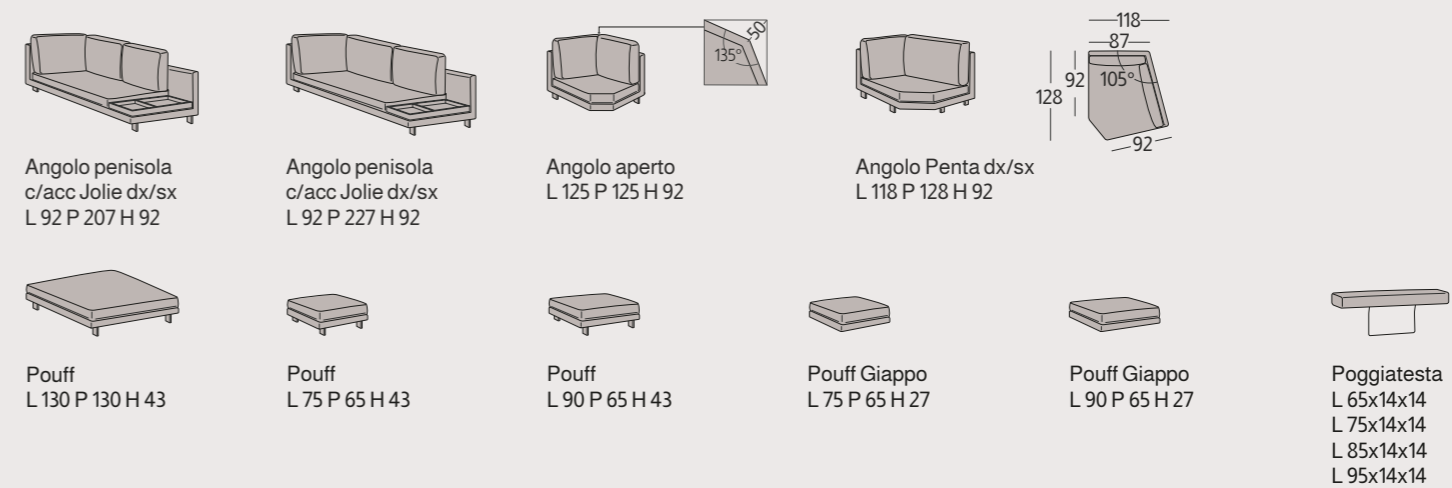 50
135°
118
87
92
105°
128
92
Angolo penisola
c/acc Jolie dx/sx
L 92 P 207 H 92
Angolo penisola
c/acc Jolie dx/sx
L 92 P 227 H 92
Angolo aperto
L 125 P 125 H 92
Angolo Penta dx/sx
L 118 P 128 H 92
Pouff
L 130 P 130 H 43
Pouff
L 75 P 65 H 43
Pouff
L 90 P 65 H 43
Pouff Giappo
L 75 P 65 H 27
Pouff Giappo
L 90 P 65 H 27
Poggiatesta
L 65x14x14
L 75x14x14
L 85x14x14
L 95x14x14